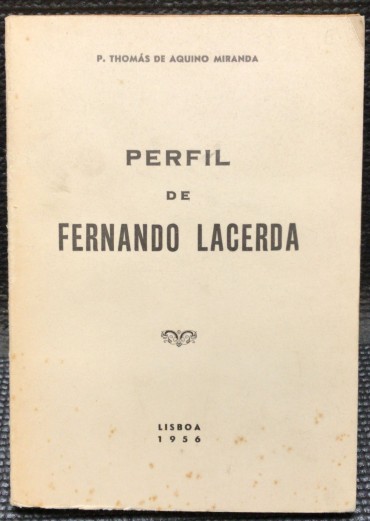 P. THOMÁS DE AQUINO MIRANDA
PERFIL
DE
FERNANDO LACERDA
LISBOA
1956